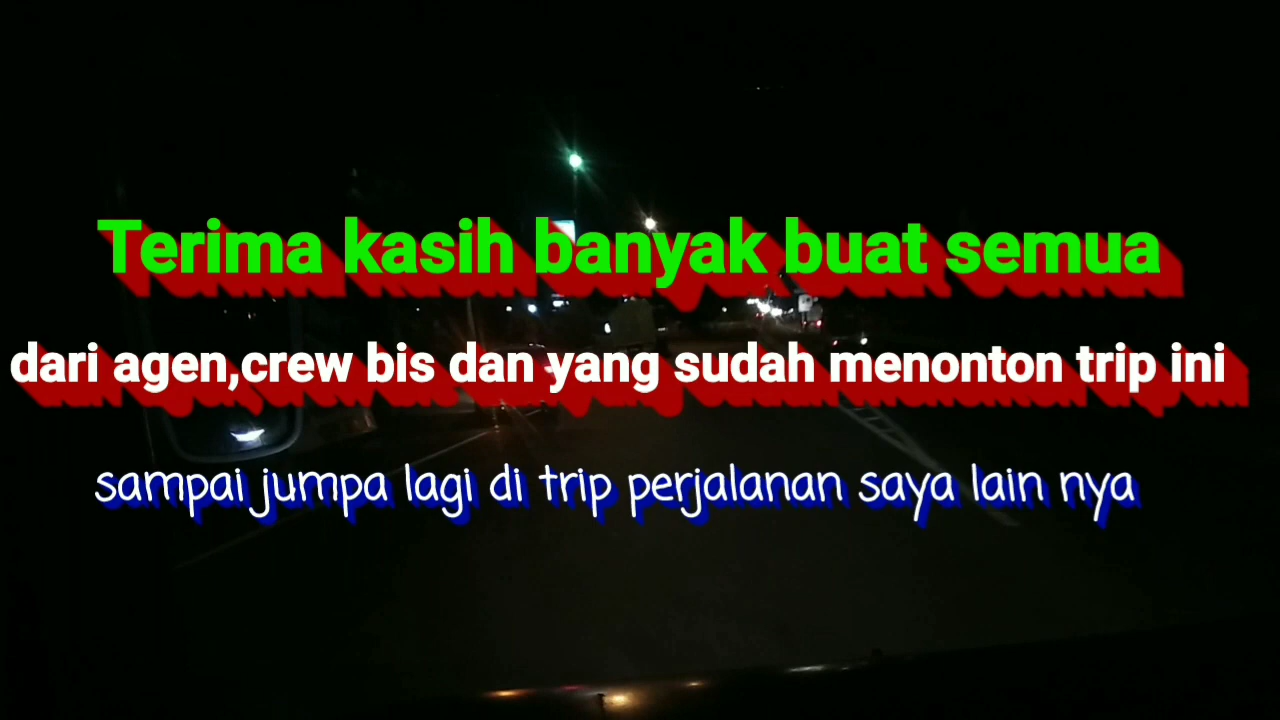 Terima kasih banyak buat semua
dari agen,crew bis dan yang sudah menonton trip ini
sampai jumpa lagi di trip perjalanan saya lain nya